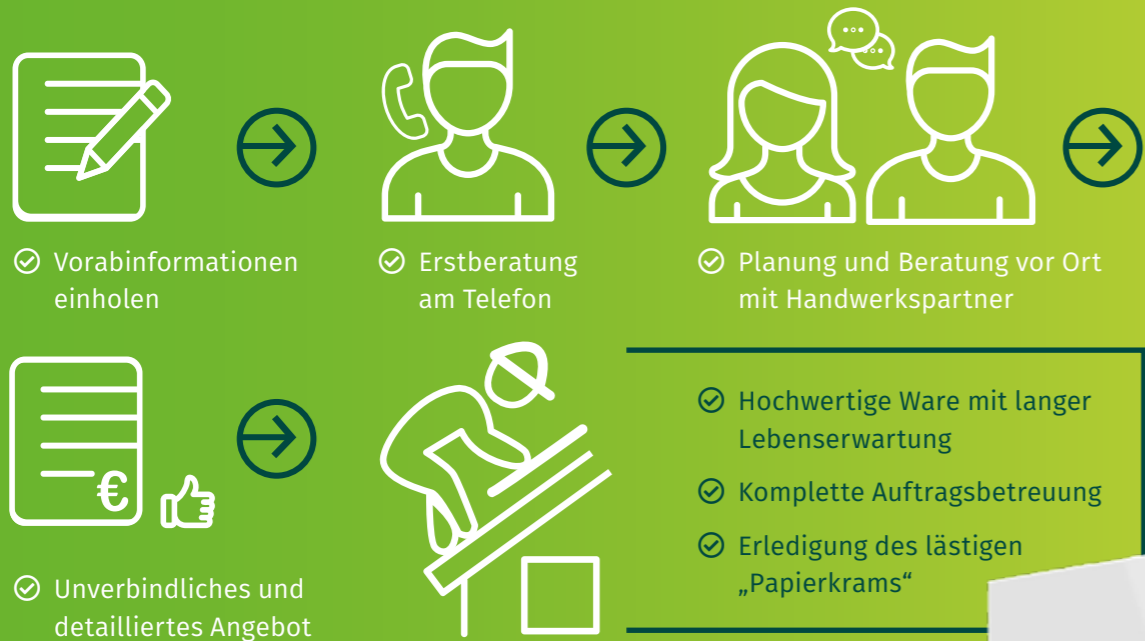 Vorabinformationen
einholen
Erstberatung
am Telefon
Planung und Beratung vor Ort
mit Handwerkspartner
€
Unverbindliches und
detailliertes Angebot
Hochwertige Ware mit langer
Lebenserwartung
Komplette Auftragsbetreuung
Erledigung des lästigen
„Papierkrams“